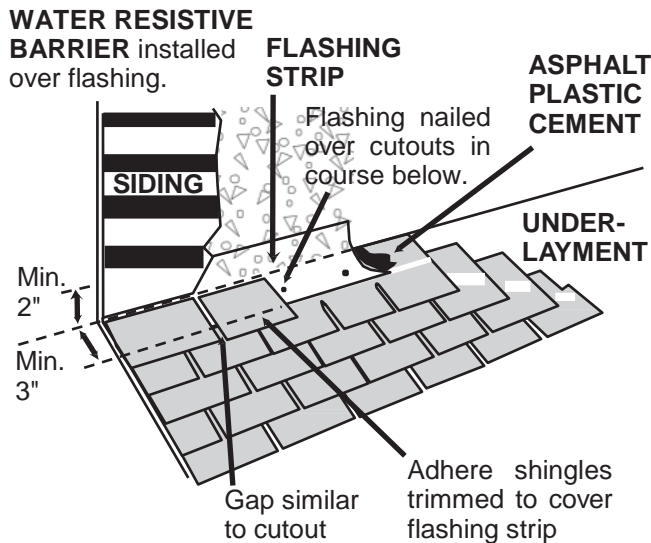 WATER RESISTIVE
BARRIER installed
over flashing.
FLASHING
STRIP
ASPHALT
PLASTIC
CEMENT
Flashing nailed
over cutouts in
course below.
SIDING
UNDER-
LAYMENT
Min.
2"
Min.
3"
Gap similar
to cutout
Adhere shingles
trimmed to cover
flashing strip